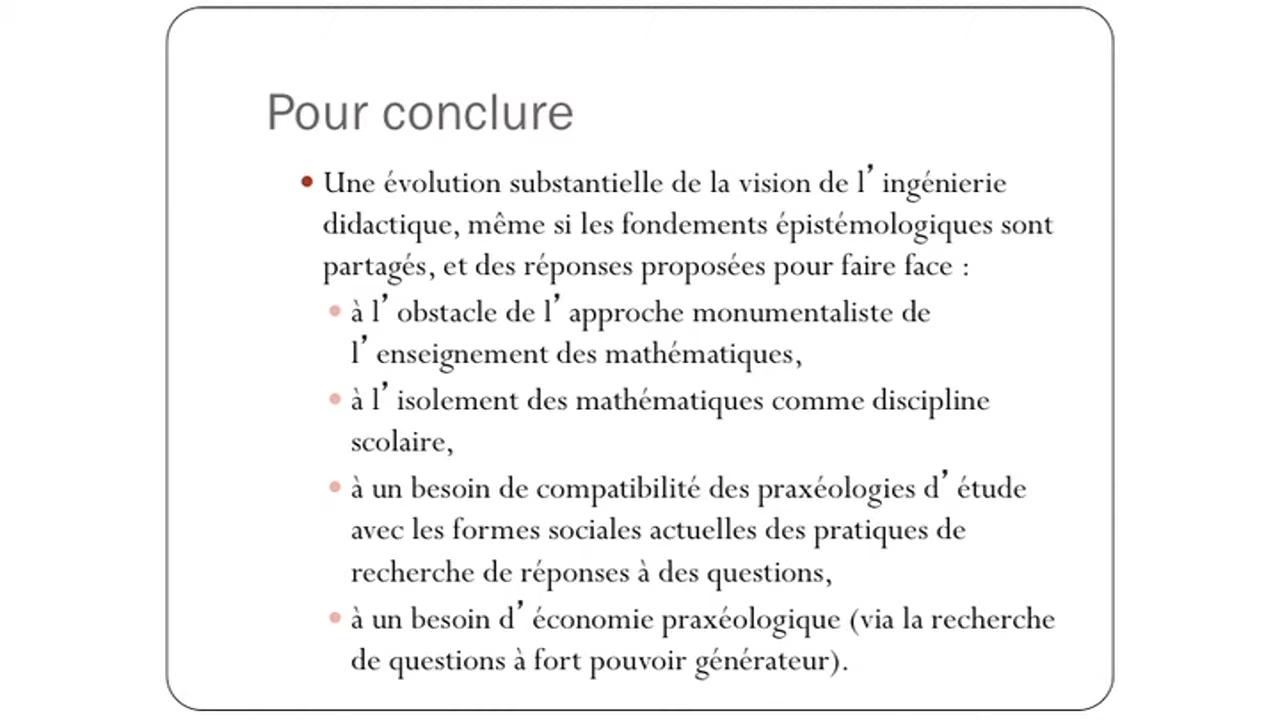 Pour conclure
• Une évolution substantielle de la vision de l’ ingénierie
didactique, même si les fondements épistémologiques sont
partagés, et des réponses proposées pour faire face :
• à l’ obstacle de l’ approche monumentaliste de
l’ enseignement des mathématiques,
• à l’ isolement des mathématiques comme discipline
scolaire,
• à un besoin de compatibilité des praxéologies d’ étude
avec les formes sociales actuelles des pratiques de
recherche de réponses à des questions,
• à un besoin d’ économie praxéologique (via la recherche
de questions à fort pouvoir générateur).